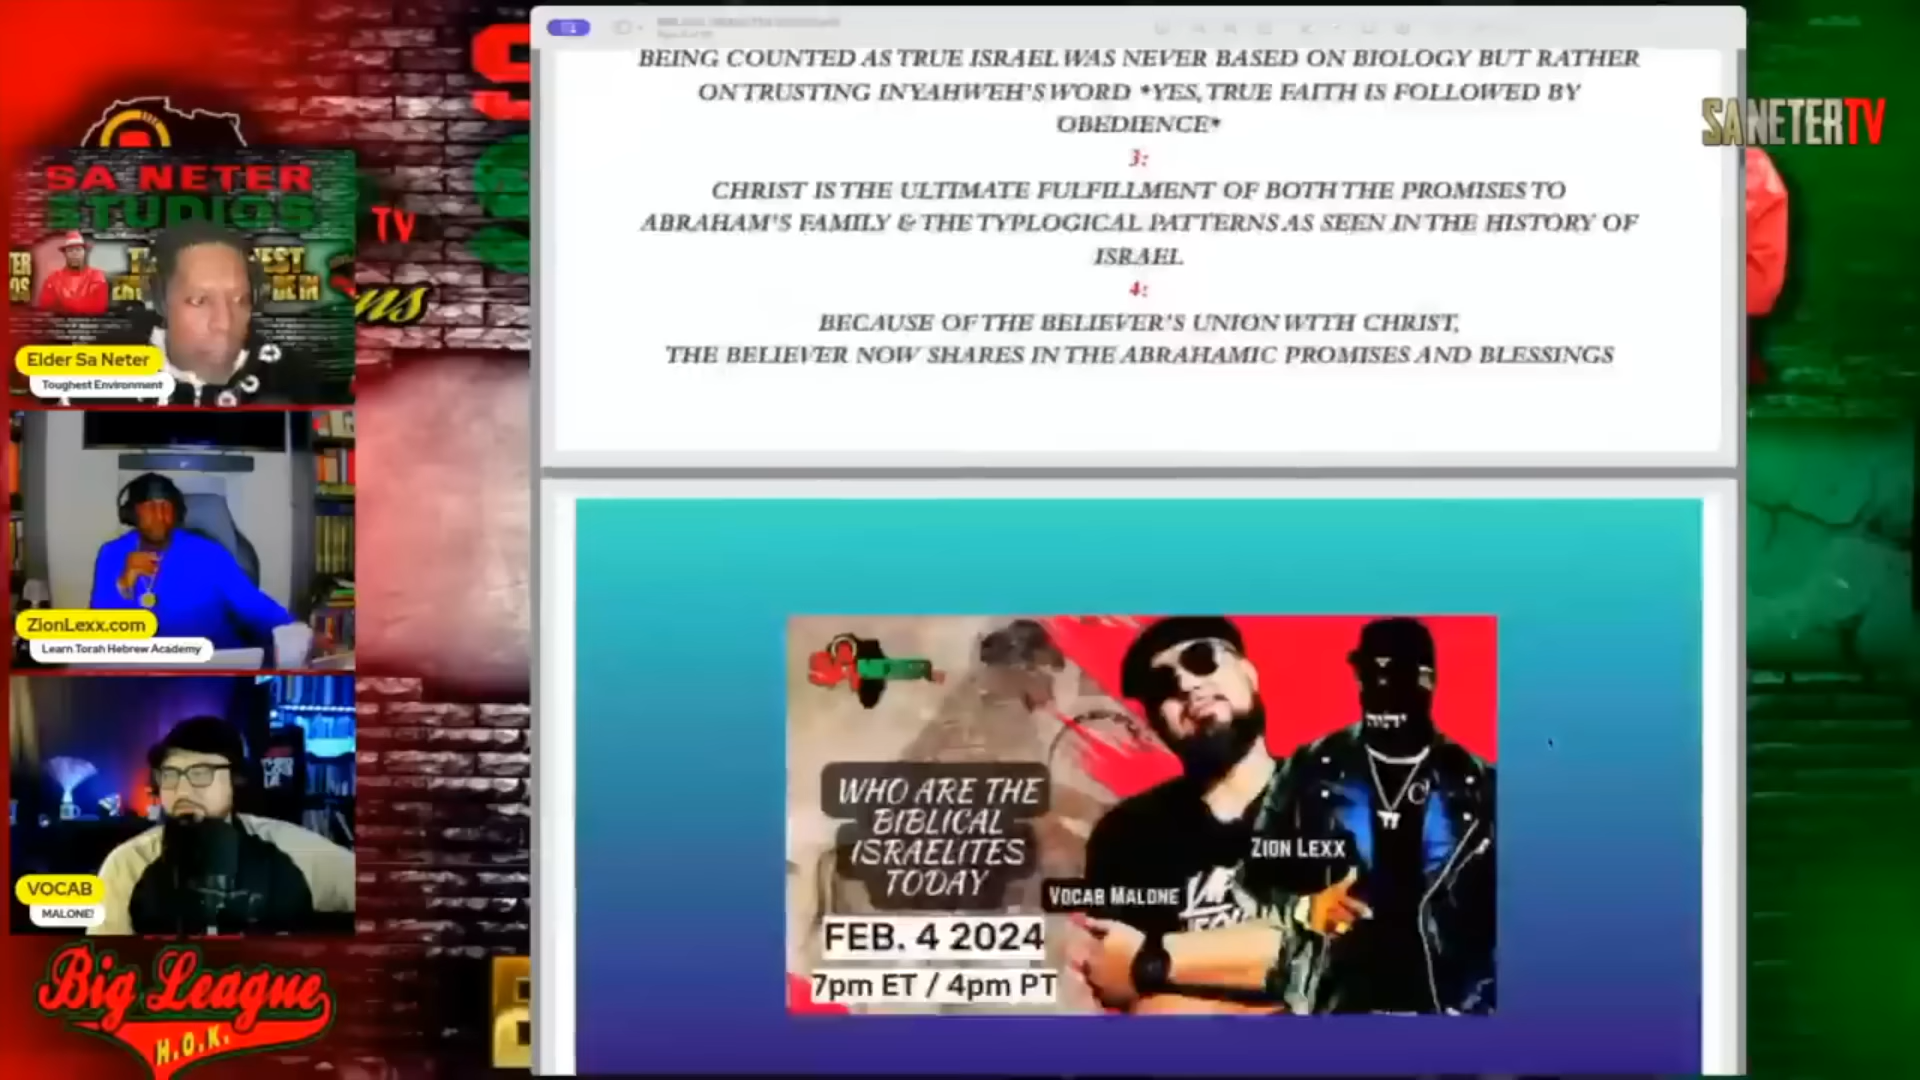 BEING COUNTED AS TRUE ISRAEL WAS NEVER BASED ON BIOLOGY BUT RATHER
ON TRUSTING IN YAHWEH'S WORD *YES, TRUE FAITH IS FOLLOWED BY
OBEDIENCE*
3:
CHRIST IS THE ULTIMATE FULFILLMENT OF BOTH THE PROMISES TO
ABRAHAM'S FAMILY & THE TYPLOGICAL PATTERNS AS SEEN IN THE HISTORY OF
ISRAEL
4:
BECAUSE OF THE BELIEVER'S UNION WITH CHRIST,
THE BELIEVER NOW SHARES IN THE ABRAHAMIC PROMISES AND BLESSINGS
SANETERTV
SA NETER
STUDIOS
TV
Elder Sa Neter
Toughest Environment
ZionLexx.com
Learn Torah Hebrew Academy
VOCAB
MALONE!
Big League
H.O.K.
WHO ARE THE
BIBLICAL
ISRAELITES
TODAY
FEB. 4 2024
7pm ET / 4pm PT
VOCAB MALONE
ZION LEXX
יהוה